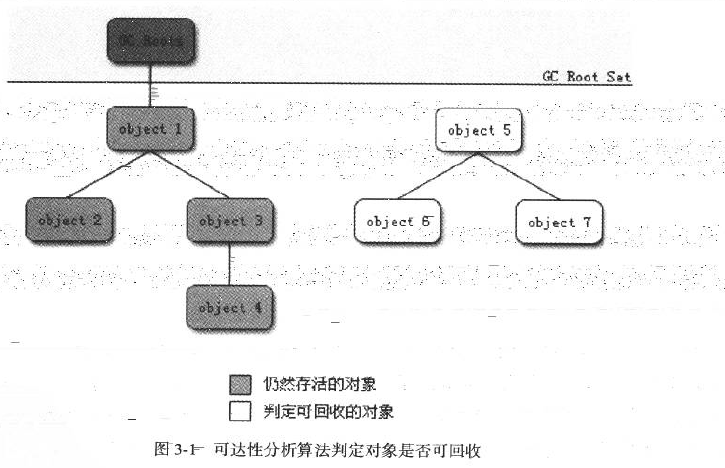 GC Roots
GC Root Set
object 1
object 5
object 2
object 3
object 6
object 7
object 4
仍然存活的对象
判定可回收的对象
图 3-1 可达性分析算法判定对象是否可回收